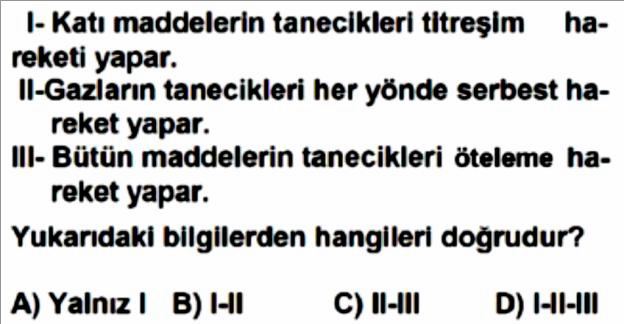 I- Katı maddelerin tanecikleri titreşim ha-
reketi yapar.
II-Gazların tanecikleri her yönde serbest ha-
reket yapar.
III- Bütün maddelerin tanecikleri öteleme ha-
reket yapar.
Yukarıdaki bilgilerden hangileri doğrudur?
A) Yalnız I B) I-II C) II-III D) I-II-III